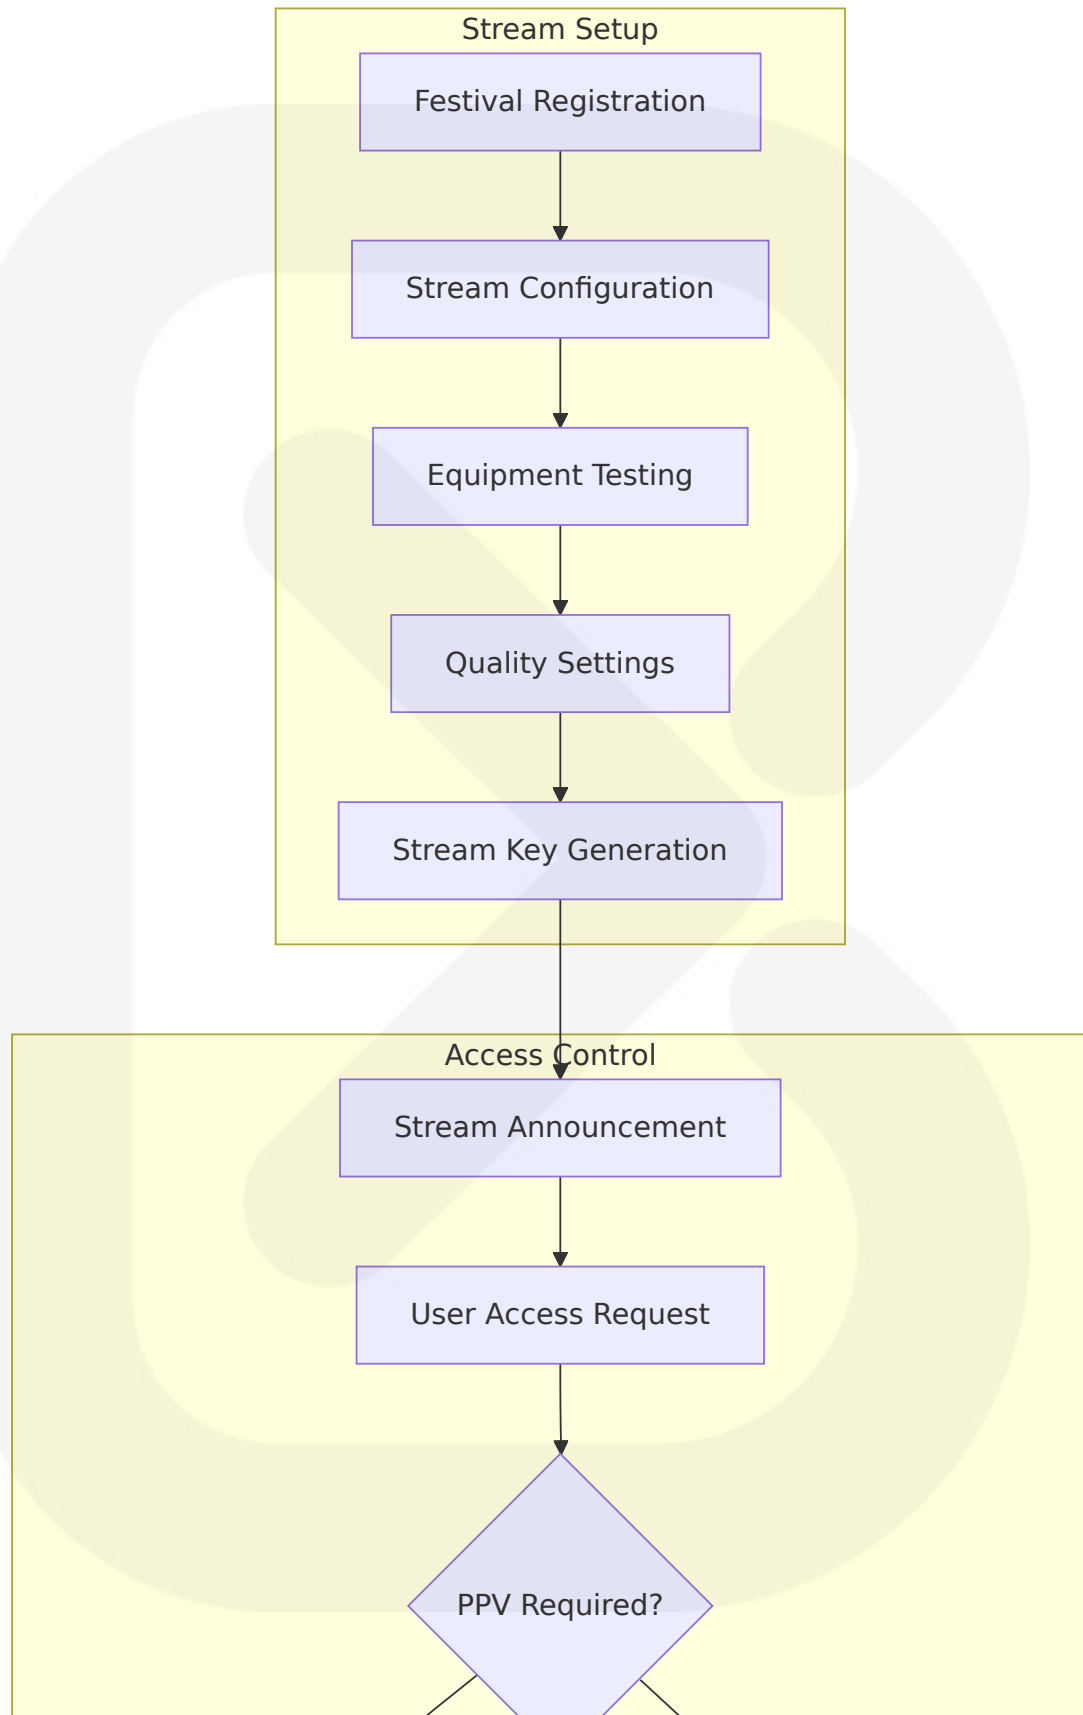 Stream Setup
Festival Registration
Stream Configuration
Equipment Testing
Quality Settings
Stream Key Generation
Access Control
Stream Announcement
User Access Request
PPV Required?